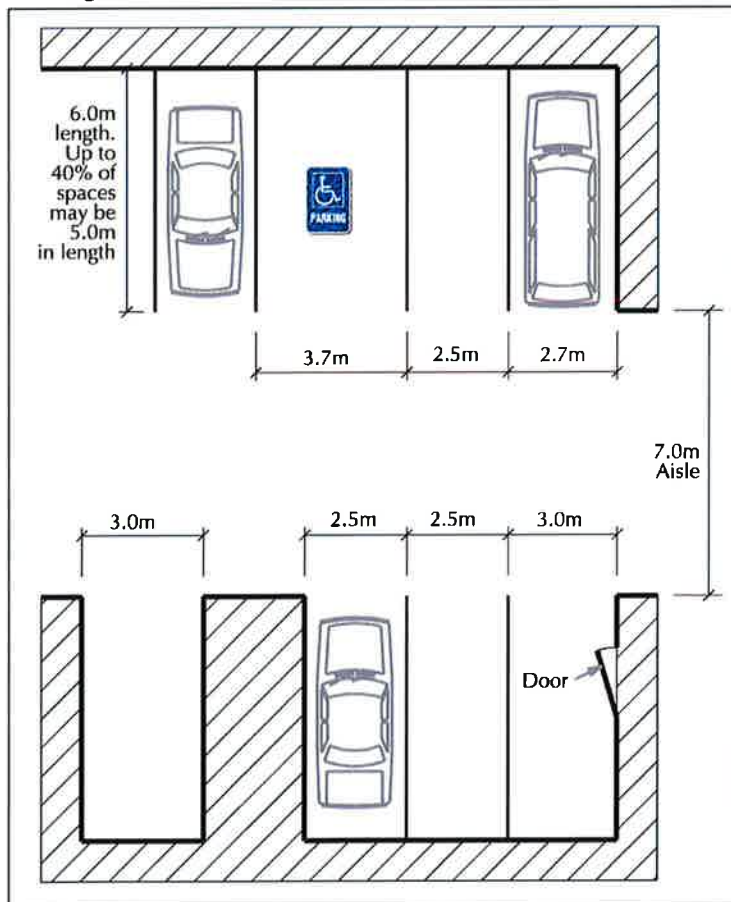 6.0m
length.
Up to
40% of
spaces
may be
5.0m
in length
PARKING
3.7m
2.5m
2.7m
7.0m
Aisle
3.0m
2.5m
2.5m
3.0m
Door